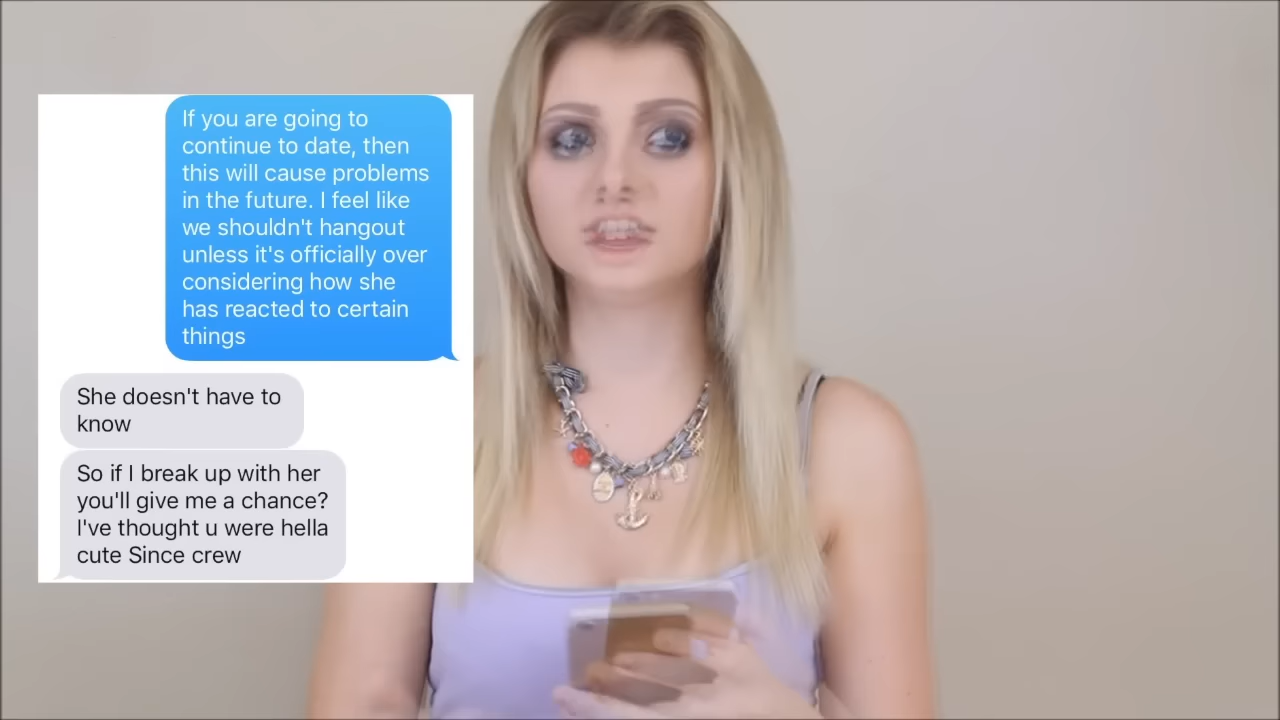 If you are going to
continue to date, then
this will cause problems
in the future. I feel like
we shouldn't hangout
unless it's officially over
considering how she
has reacted to certain
things
She doesn't have to
know
So if I break up with her
you'll give me a chance?
I've thought u were hella
cute Since crew